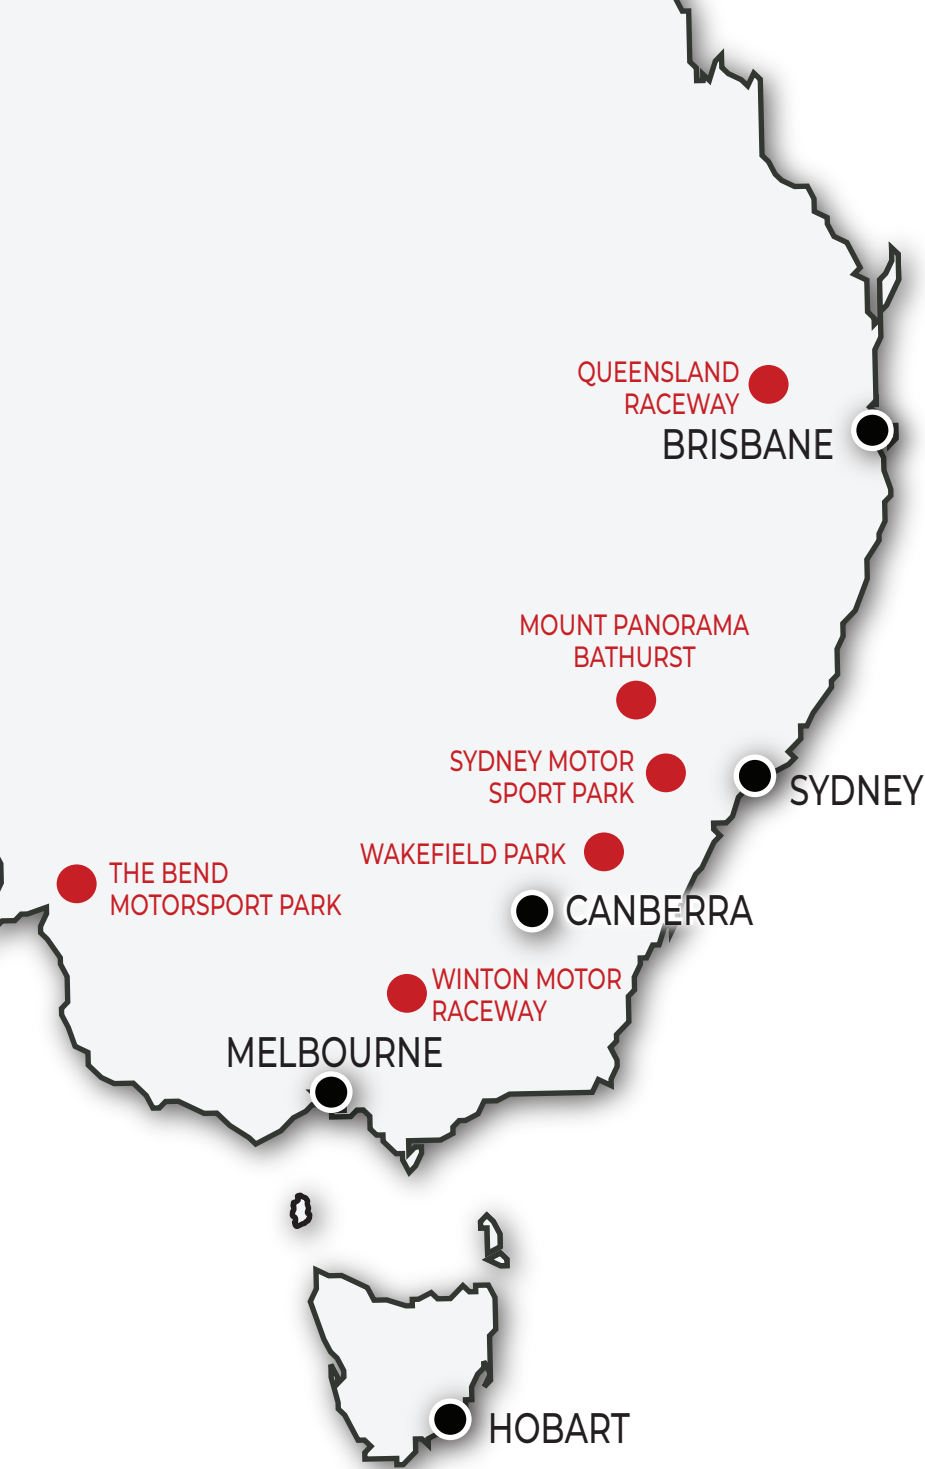 QUEENSLAND
RACEWAY
BRISBANE
MOUNT PANORAMA
BATHURST
SYDNEY MOTOR
SPORT PARK
SYDNEY
WAKEFIELD PARK
THE BEND
MOTORSPORT PARK
CANBERRA
WINTON MOTOR
RACEWAY
MELBOURNE
HOBART